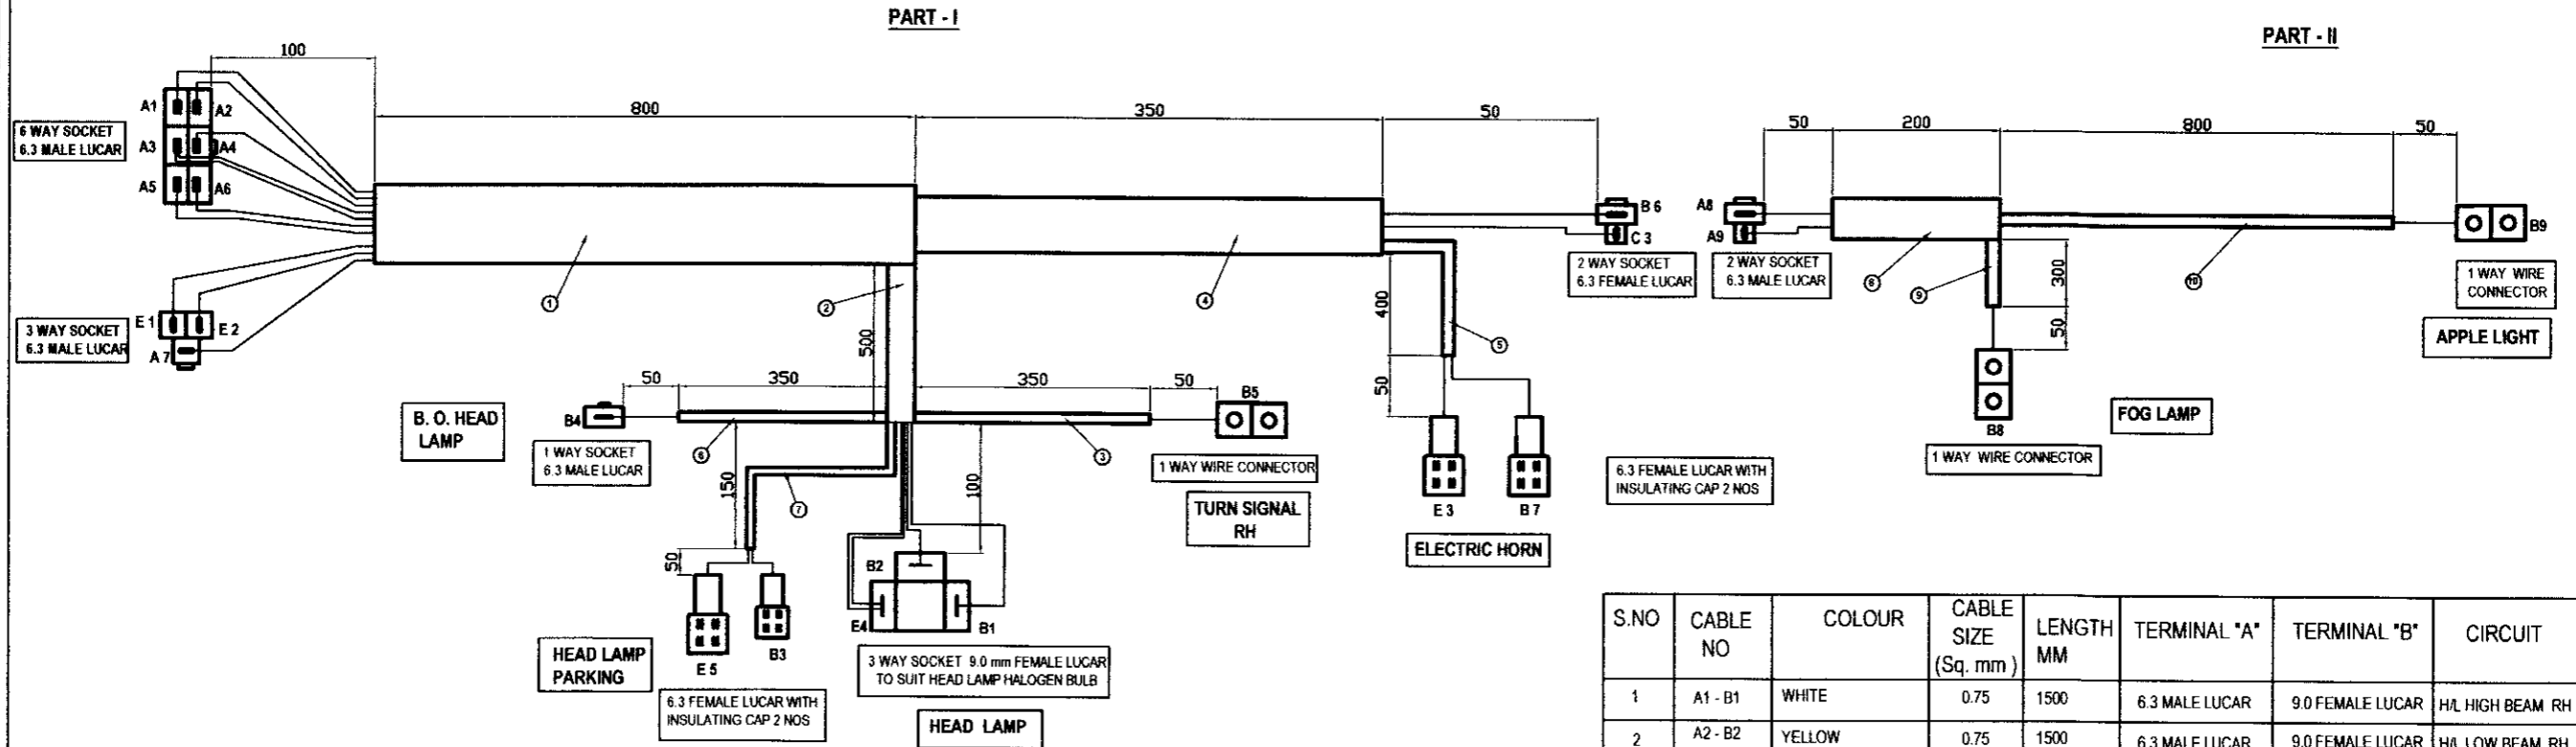 PART - I
PART - II
100
800
350
50
50
200
800
50
A1
A2
6 WAY SOCKET
6.3 MALE LUCAR
A3
A4
A5
A6
B 6
C 3
A8
A9
B9
2 WAY SOCKET
6.3 FEMALE LUCAR
2 WAY SOCKET
6.3 MALE LUCAR
1 WAY WIRE
CONNECTOR
1
2
4
8
9
10
300
50
3 WAY SOCKET
6.3 MALE LUCAR
E 1
E 2
A 7
500
400
5
50
APPLE LIGHT
50
350
350
50
B. O. HEAD
LAMP
B4
B5
1 WAY SOCKET
6.3 MALE LUCAR
6
150
7
100
3
1 WAY WIRE CONNECTOR
TURN SIGNAL
RH
B8
FOG LAMP
1 WAY WIRE CONNECTOR
6.3 FEMALE LUCAR WITH
INSULATING CAP 2 NOS
E 3
B 7
ELECTRIC HORN
50
B2
E4
B1
E 5
B3
HEAD LAMP
PARKING
6.3 FEMALE LUCAR WITH
INSULATING CAP 2 NOS
3 WAY SOCKET 9.0 mm FEMALE LUCAR
TO SUIT HEAD LAMP HALOGEN BULB
HEAD LAMP
S.NO CABLE NO COLOUR CABLE SIZE (Sq. mm) LENGTH MM TERMINAL "A" TERMINAL "B" CIRCUIT
1 A1 - B1 WHITE 0.75 1500 6.3 MALE LUCAR 9.0 FEMALE LUCAR H/L HIGH BEAM RH
2 A2 - B2 YELLOW 0.75 1500 6.3 MALE LUCAR 9.0 FEMALE LUCAR H/L LOW BEAM RH